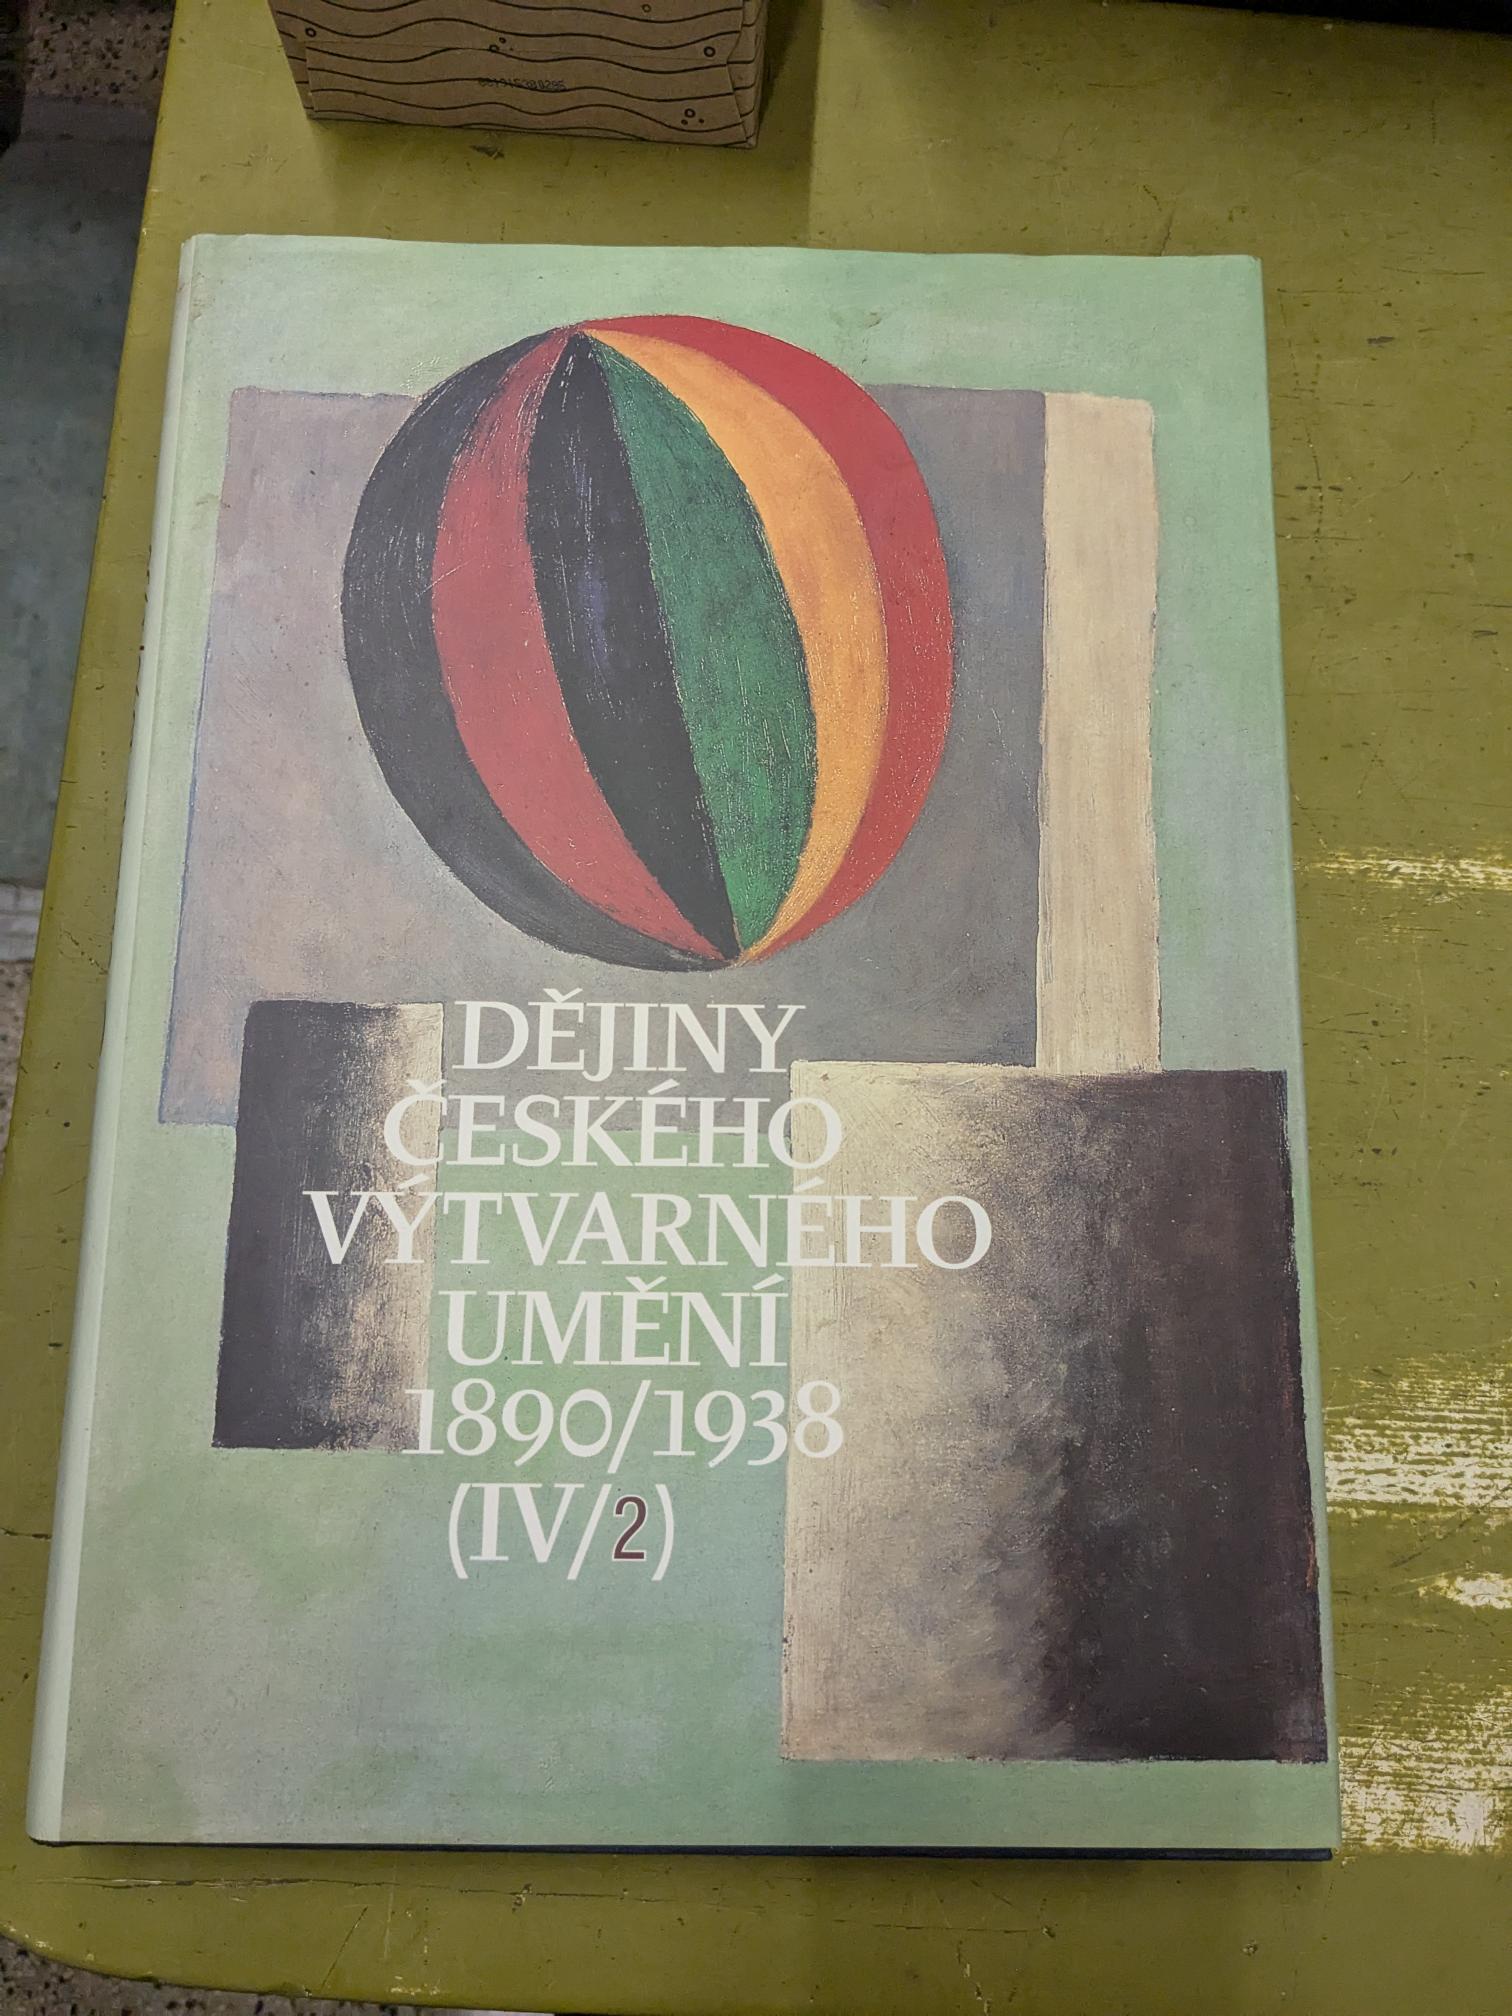 DĚJINY
ČESKÉHO
VÝTVARNÉHO
UMĚNÍ
1890/1938
(IV/2)